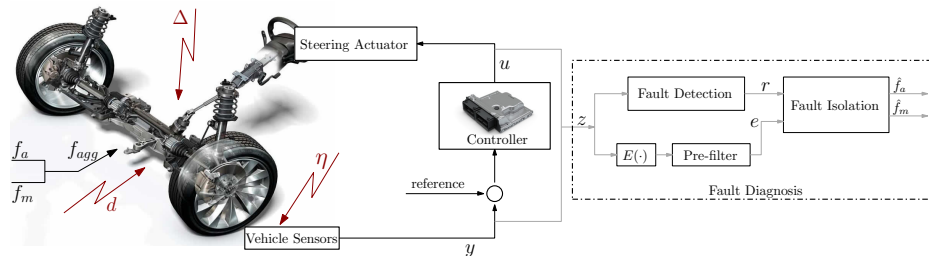 Δ
Steering Actuator
u
Controller
reference
y
Vehicle Sensors
η
d
f_a
f_m
f_agg
z
Fault Detection
r
E(·)
Pre-filter
e
Fault Isolation
f̂_a
f̂_m
Fault Diagnosis